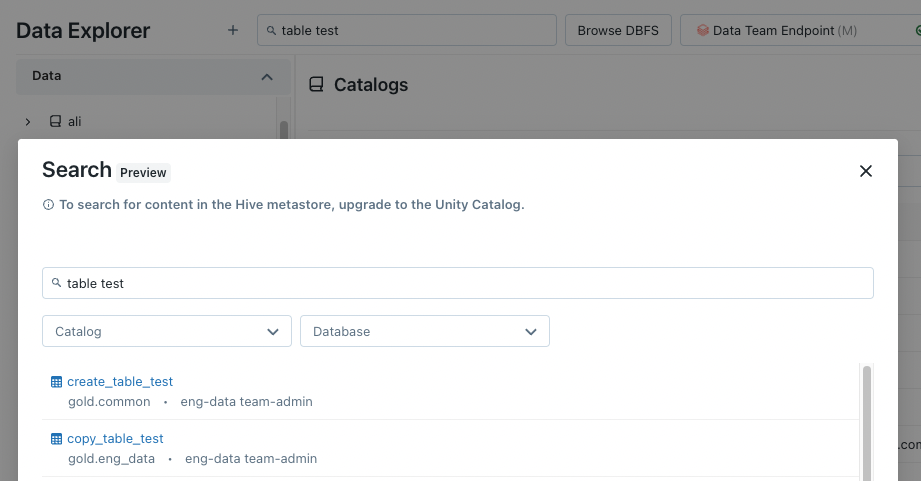 Data Explorer
+
table test
Browse DBFS
Data Team Endpoint (M)
Data
Catalogs
ali
Search Preview
To search for content in the Hive metastore, upgrade to the Unity Catalog.
table test
Catalog
Database
create_table_test
gold.common • eng-data team-admin
copy_table_test
gold.eng_data • eng-data team-admin
.con